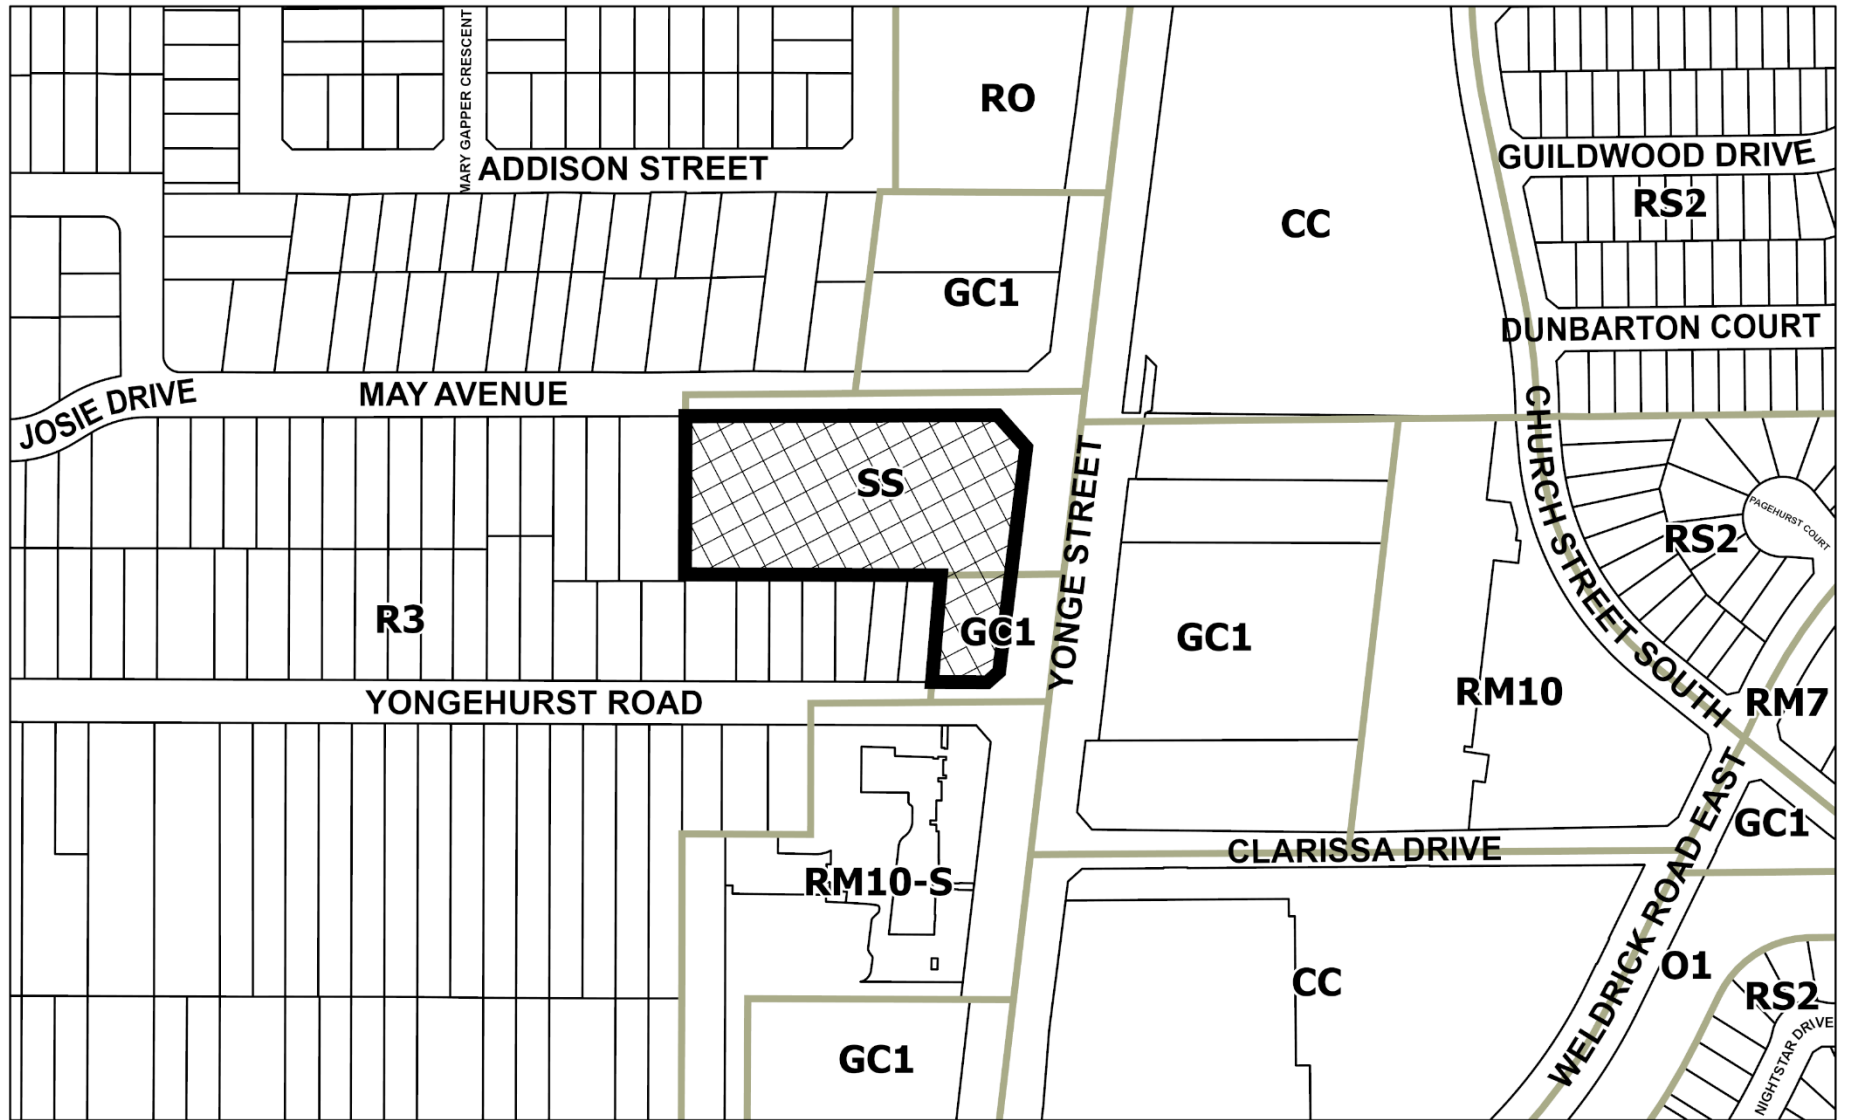 MARY GAPPER CRESCENT
RO
ADDISON STREET
GUILDWOOD DRIVE
RS2
CC
GC1
DUNBARTON COURT
JOSIE DRIVE
MAY AVENUE
CHURCH STREET SOUTH
SS
YONGE STREET
PAGEHURST COURT
RS2
R3
GC1
GC1
RM10
YONGEHURST ROAD
RM7
GC1
CLARISSA DRIVE
WELDRICK ROAD EAST
RM10-S
O1
CC
RS2
NIGHTSTAR DRIVE
GC1